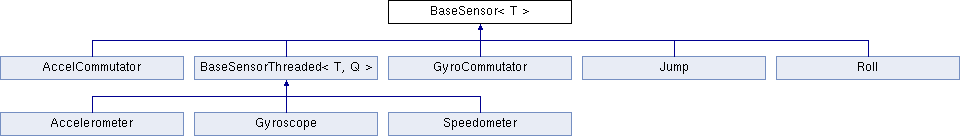 BaseSensor< T >
AccelCommutator
BaseSensorThreaded< T, Q >
GyroCommutator
Jump
Roll
Accelerometer
Gyroscope
Speedometer